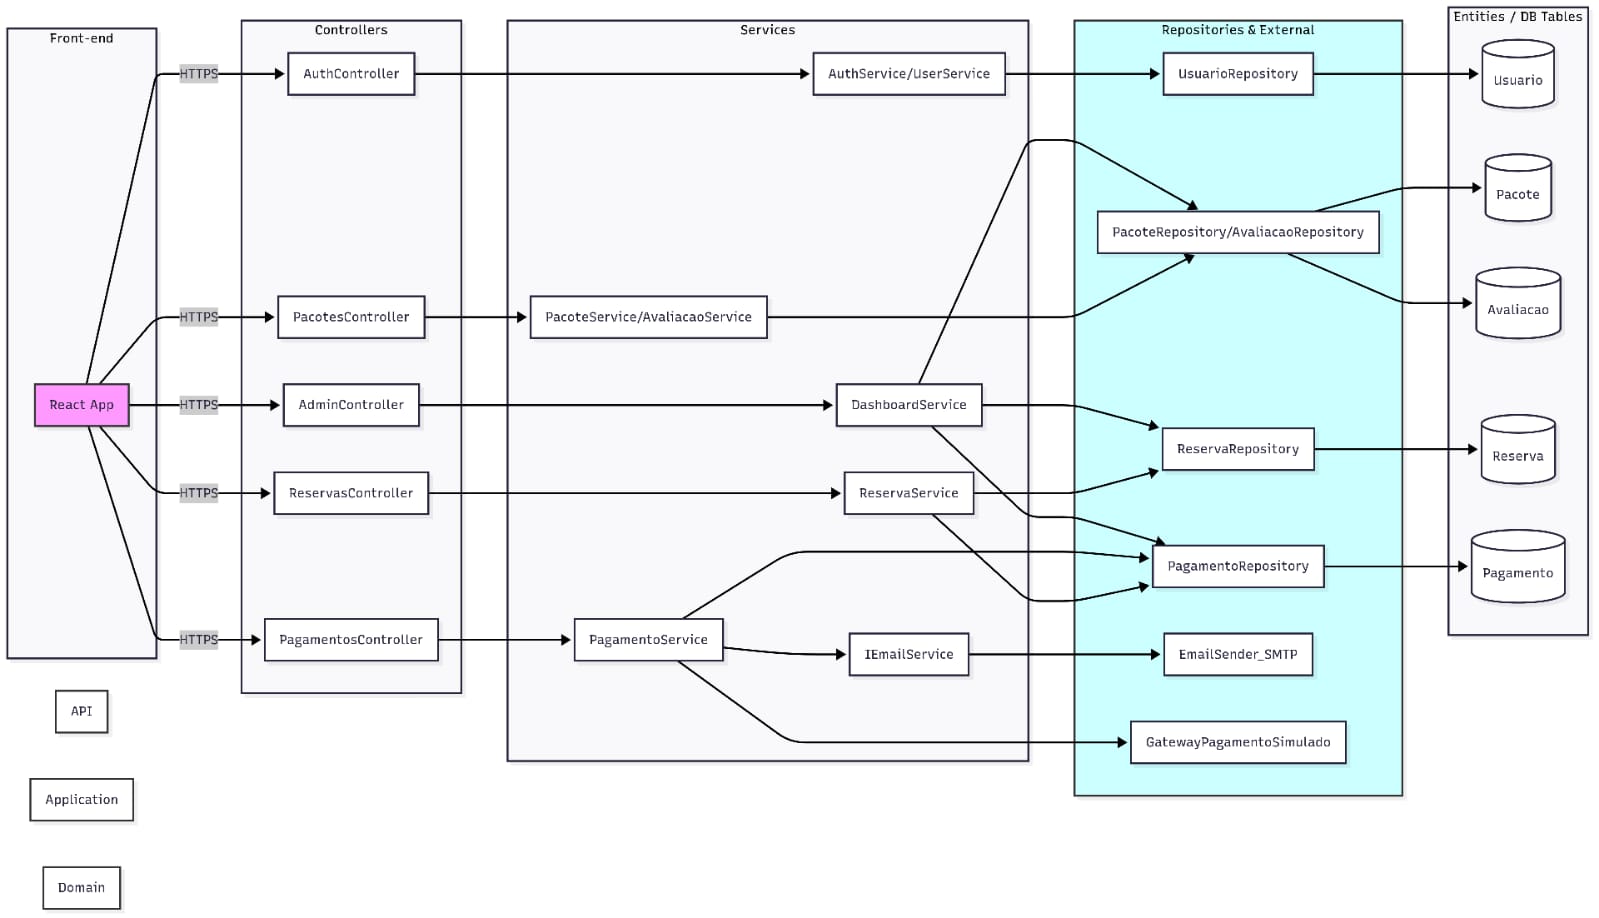 Front-end
React App
API
Application
Domain
HTTPS
HTTPS
HTTPS
HTTPS
HTTPS
Controllers
AuthController
PacotesController
AdminController
ReservasController
PagamentosController
Services
AuthService/UserService
PacoteService/AvaliacaoService
DashboardService
ReservaService
PagamentoService
IEmailService
Repositories & External
UsuarioRepository
PacoteRepository/AvaliacaoRepository
ReservaRepository
PagamentoRepository
EmailSender_SMTP
GatewayPagamentoSimulado
Entities / DB Tables
Usuario
Pacote
Avaliacao
Reserva
Pagamento